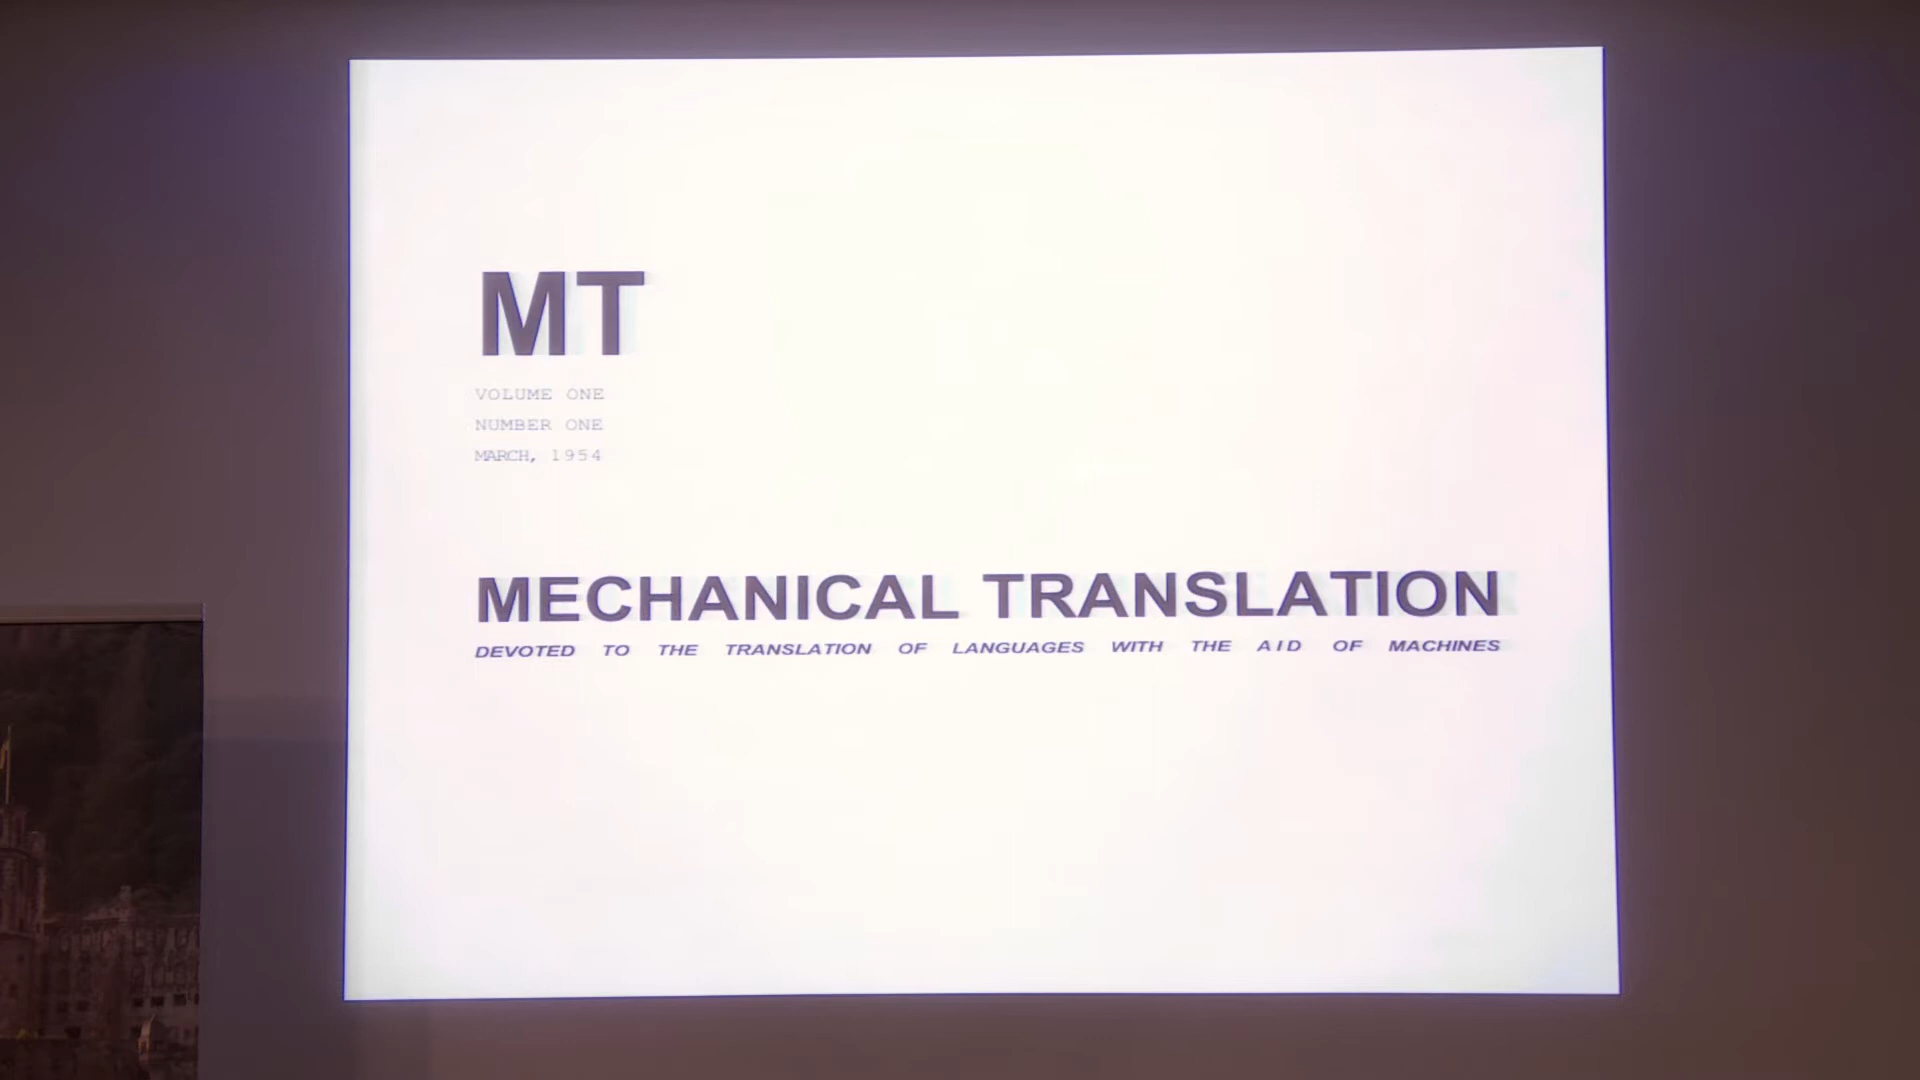 MT
VOLUME ONE
NUMBER ONE
MARCH, 1954
MECHANICAL TRANSLATION
DEVOTED TO THE TRANSLATION OF LANGUAGES WITH THE AID OF MACHINES